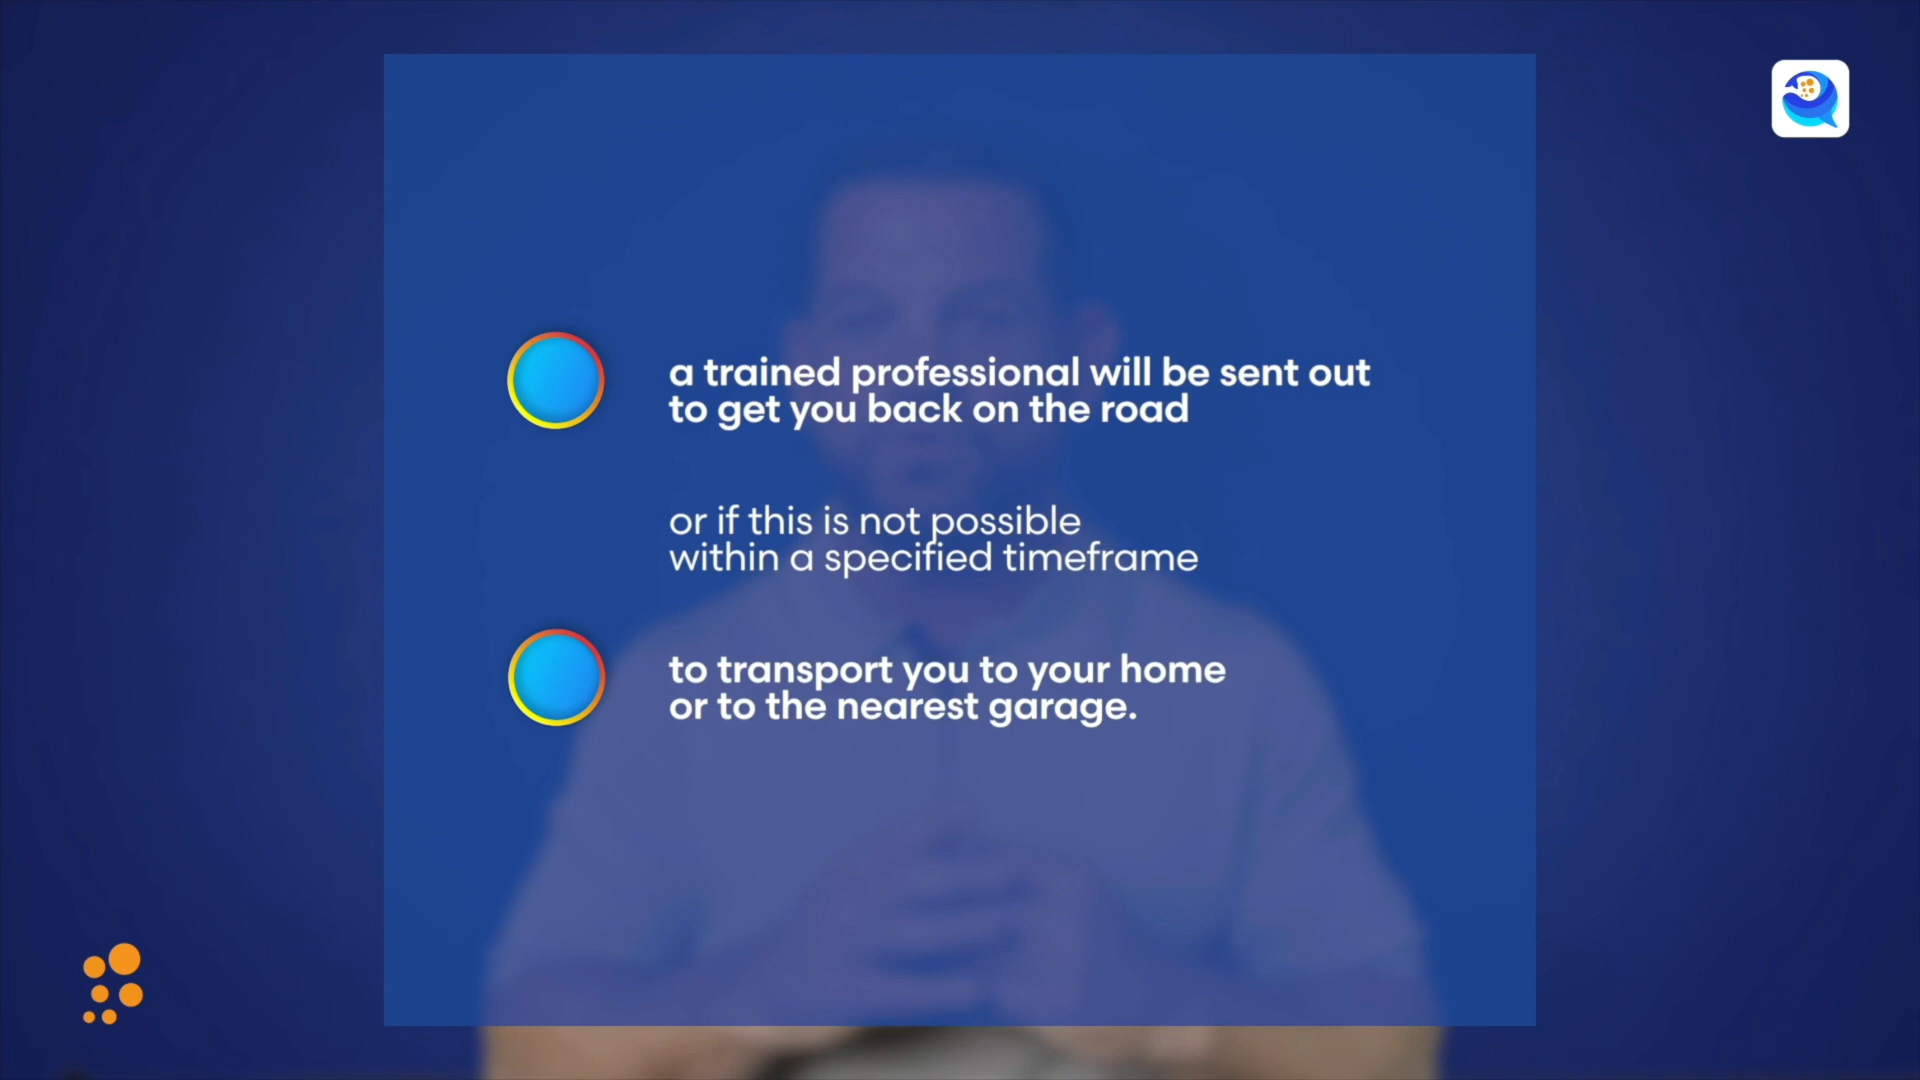 a trained professional will be sent out
to get you back on the road
or if this is not possible
within a specified timeframe
to transport you to your home
or to the nearest garage.